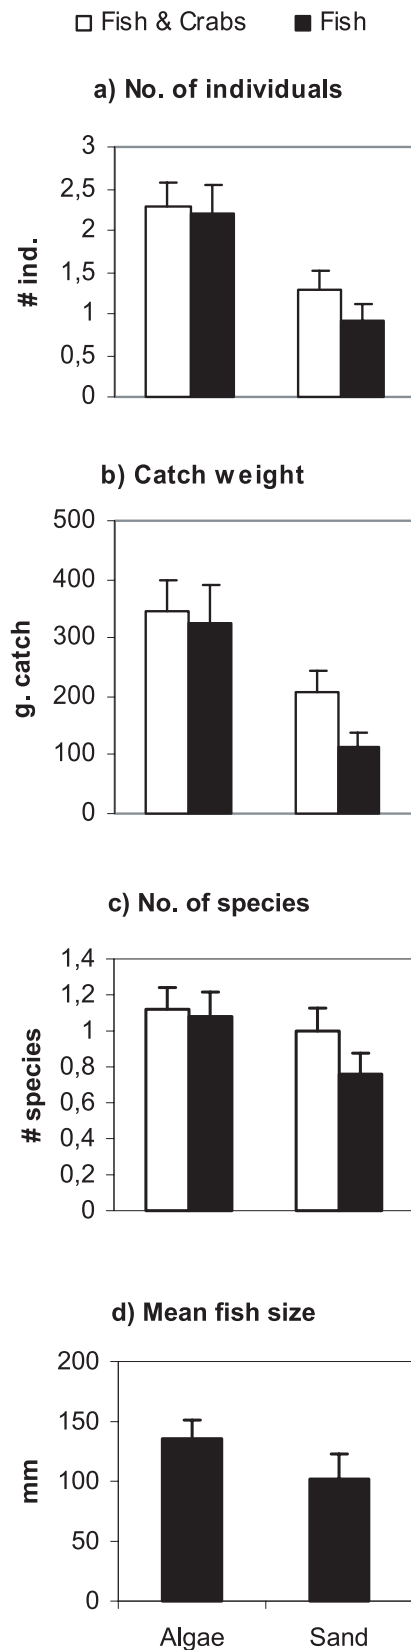 Fish & Crabs Fish
a) No. of individuals
3
2,5
2
1,5
1
0,5
0
# ind.
b) Catch weight
500
400
300
200
100
0
g. catch
c) No. of species
1,4
1,2
1
0,8
0,6
0,4
0,2
0
# species
d) Mean fish size
200
150
100
50
0
mm
Algae Sand